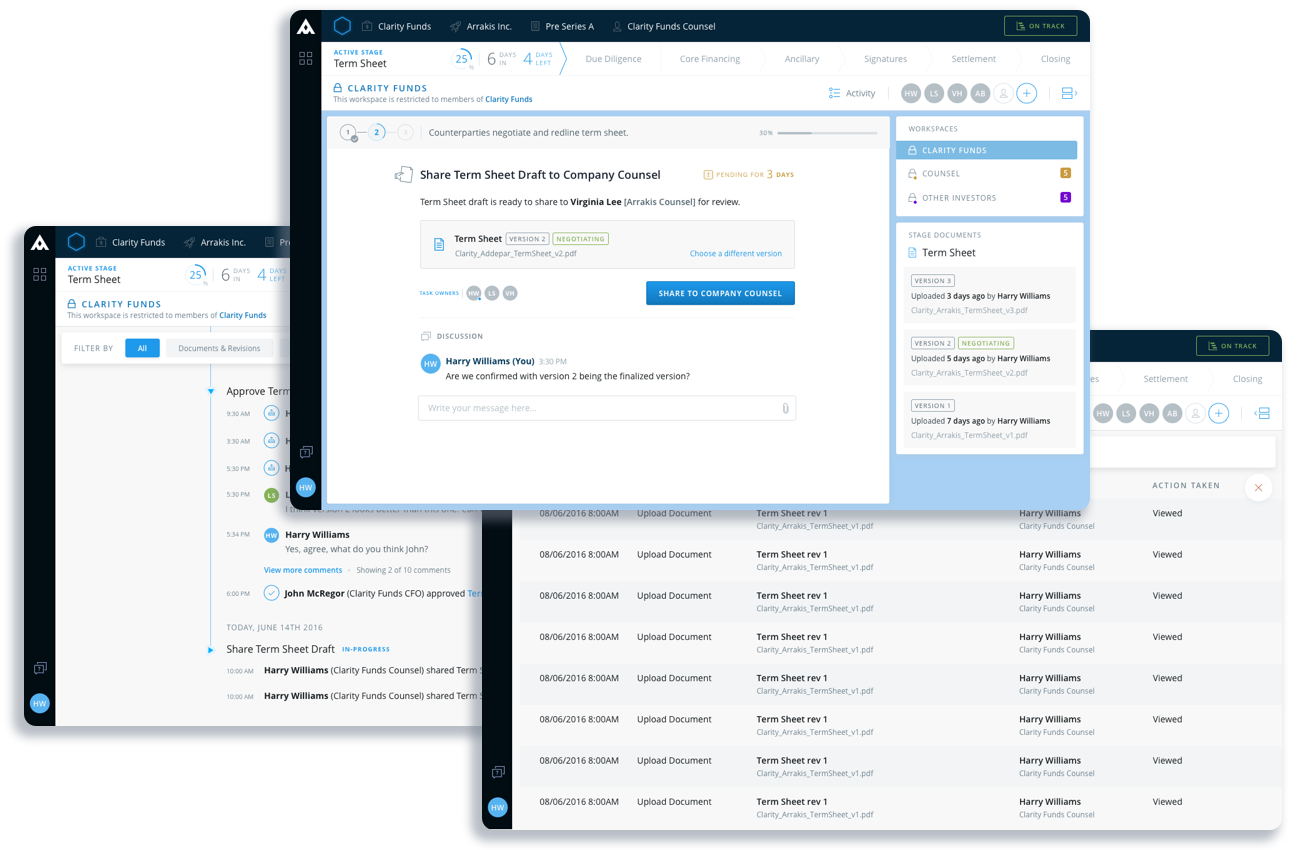 Clarity Funds Arrakis Inc. Pre Series A Clarity Funds Counsel ON TRACK
ACTIVE STAGE
Term Sheet 25 % 6 DAYS IN 4 DAYS LEFT Due Diligence Core Financing Ancillary Signatures Settlement Closing
CLARITY FUNDS
This workspace is restricted to members of Clarity Funds
Activity HW LS VH AB +
1 2 3 Counterparties negotiate and redline term sheet. 30%
Share Term Sheet Draft to Company Counsel PENDING FOR 3 DAYS
Term Sheet draft is ready to share to Virginia Lee [Arrakis Counsel] for review.
Term Sheet VERSION 2 NEGOTIATING
Clarity_Addepar_TermSheet_v2.pdf Choose a different version
TASK OWNERS HW LS VH SHARE TO COMPANY COUNSEL
DISCUSSION
HW Harry Williams (You) 3:30 PM
Are we confirmed with version 2 being the finalized version?
Write your message here...
HW
WORKSPACES
CLARITY FUNDS
COUNSEL 5
OTHER INVESTORS 5
STAGE DOCUMENTS
Term Sheet
VERSION 3
Uploaded 3 days ago by Harry Williams
Clarity_Arrakis_TermSheet_v3.pdf
VERSION 2 NEGOTIATING
Uploaded 5 days ago by Harry Williams
Clarity_Arrakis_TermSheet_v2.pdf
VERSION 1
Uploaded 7 days ago by Harry Williams
Clarity_Arrakis_TermSheet_v1.pdf
Clarity Funds Arrakis Inc. Pr
ACTIVE STAGE
Term Sheet 25 % 6 DAYS IN 4 DAYS LEFT
CLARITY FUNDS
This workspace is restricted to members of Clarity Funds
FILTER BY All Documents & Revisions
Approve Term
9:30 AM H
3:30 AM H
5:30 PM H
5:30 PM LS L
5:34 PM HW Harry Williams
Yes, agree, what do you think John?
View more comments Showing 2 of 10 comments
6:00 PM John McRegor (Clarity Funds CFO) approved Ter
TODAY, JUNE 14TH 2016
Share Term Sheet Draft IN-PROGRESS
10:00 AM Harry Williams (Clarity Funds Counsel) shared Term S
10:00 AM Harry Williams (Clarity Funds Counsel) shared Term S
HW
ON TRACK
es Settlement Closing
HW LS VH AB +
ACTION TAKEN
08/06/2016 8:00AM Upload Document Term Sheet rev 1 Harry Williams Viewed
Clarity_Arrakis_TermSheet_v1.pdf Clarity Funds Counsel
08/06/2016 8:00AM Upload Document Term Sheet rev 1 Harry Williams Viewed
Clarity_Arrakis_TermSheet_v1.pdf Clarity Funds Counsel
08/06/2016 8:00AM Upload Document Term Sheet rev 1 Harry Williams Viewed
Clarity_Arrakis_TermSheet_v1.pdf Clarity Funds Counsel
08/06/2016 8:00AM Upload Document Term Sheet rev 1 Harry Williams Viewed
Clarity_Arrakis_TermSheet_v1.pdf Clarity Funds Counsel
08/06/2016 8:00AM Upload Document Term Sheet rev 1 Harry Williams Viewed
Clarity_Arrakis_TermSheet_v1.pdf Clarity Funds Counsel
08/06/2016 8:00AM Upload Document Term Sheet rev 1 Harry Williams Viewed
Clarity_Arrakis_TermSheet_v1.pdf Clarity Funds Counsel
08/06/2016 8:00AM Upload Document Term Sheet rev 1 Harry Williams Viewed
Clarity_Arrakis_TermSheet_v1.pdf Clarity Funds Counsel
08/06/2016 8:00AM Upload Document Term Sheet rev 1 Harry Williams Viewed
Clarity_Arrakis_TermSheet_v1.pdf Clarity Funds Counsel
HW